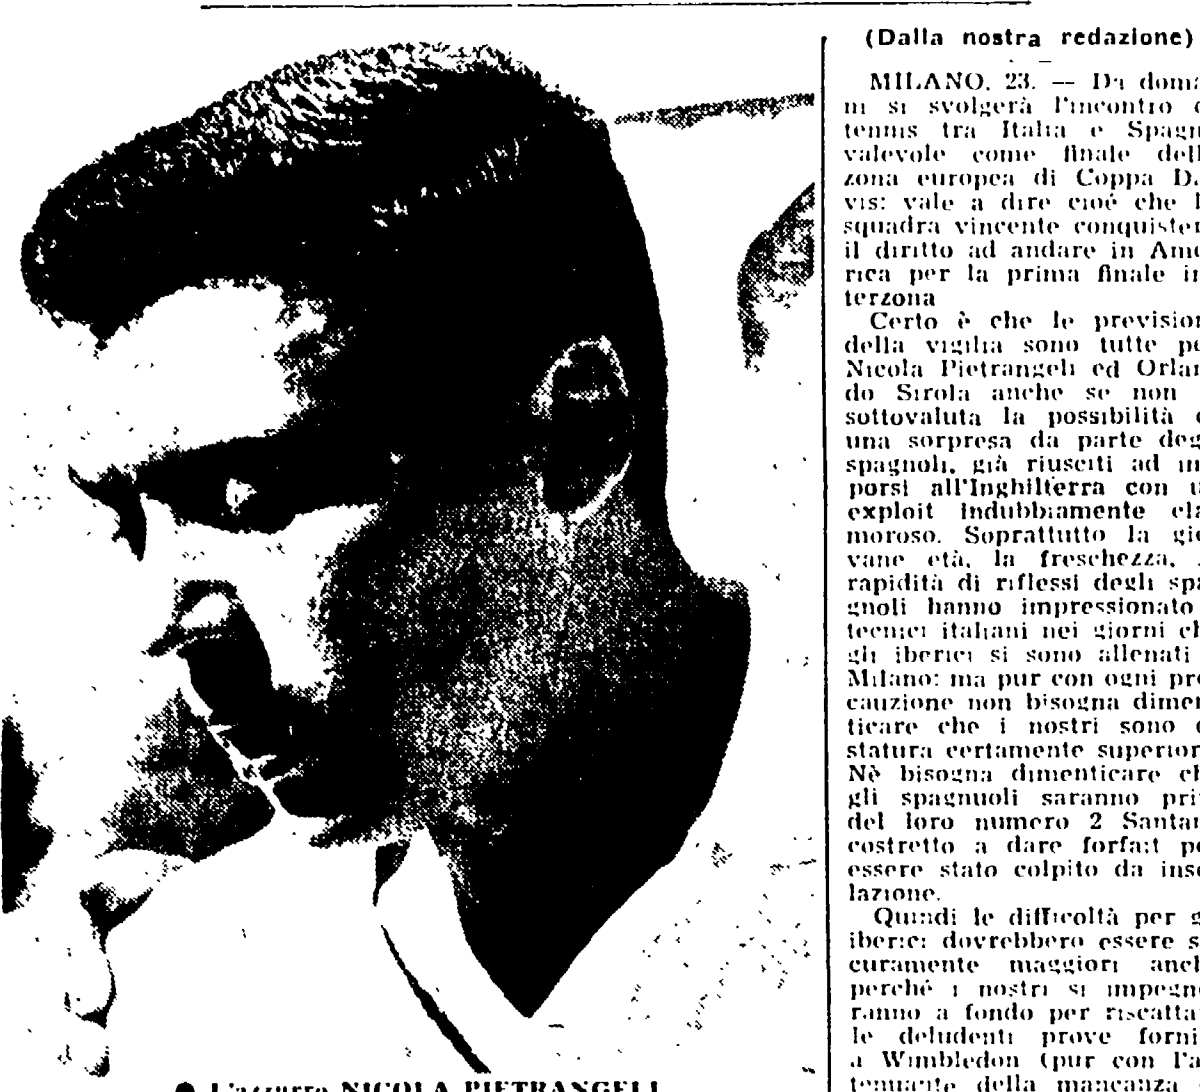 (Dalla nostra redazione)
MILANO, 23. — Da doma-
ni si svolgerà l'incontro
tennis tra Italia e Spagn
valevole come finale dell
zona europea di Coppa D.
vis: vale a dire cioé che l
squadra vincente conquister
il diritto ad andare in Ame
rica per la prima finale in
terzona
Certo è che le prevision
della vigilia sono tutte pe
Nicola Pietrangeli ed Orlan
do Sirola anche se non
sottovaluta la possibilità
una sorpresa da parte deg
spagnoli, già riusciti ad im
porsi all'Inghilterra con u
exploit indubbiamente cla
moroso. Soprattutto la gio
vane età, la freschezza,
rapidità di riflessi degli spa
gnoli hanno impressionato
tecnici italiani nei giorni ch
gli iberici si sono allenati
Milano: ma pur con ogni pre
cauzione non bisogna dimen
ticare che i nostri sono
statura certamente superior
Nè bisogna dimenticare ch
gli spagnuoli saranno pri
del loro numero 2 Santan
costretto a dare forfait pe
essere stato colpito da inso
lazione.
Quindi le difficoltà per g
iberici dovrebbero essere s
curamente maggiori anch
perché i nostri si impegne
ranno a fondo per riscatta
le deludenti prove forni
a Wimbledon (pur con l'a
tenuante della mancanza
● L'azzurro NICOLA PIETRANGELI